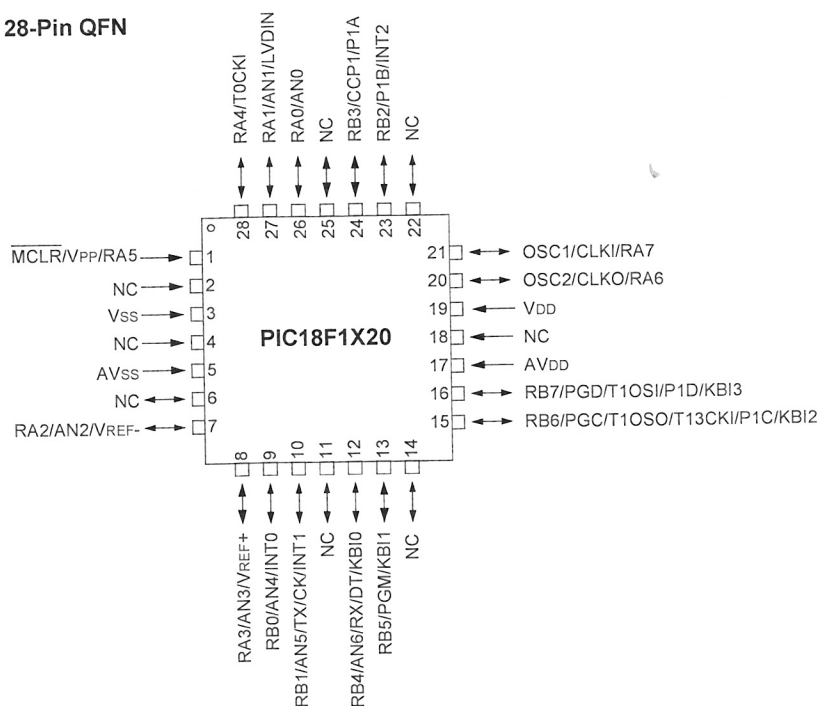 28-Pin QFN
RA4/T0CKI
RA1/AN1/LVDIN
RA0/AN0
NC
RB3/CCP1/P1A
RB2/P1B/INT2
NC
28
27
26
25
24
23
22
MCLR/VPP/RA5
1
NC
2
VSS
3
NC
4
AVSS
5
NC
6
RA2/AN2/VREF-
7
PIC18F1X20
21 OSC1/CLKI/RA7
20 OSC2/CLKO/RA6
19 VDD
18 NC
17 AVDD
16 RB7/PGD/T1OSI/P1D/KBI3
15 RB6/PGC/T1OSO/T13CKI/P1C/KBI2
8
9
10
11
12
13
14
RA3/AN3/VREF+
RB0/AN4/INT0
RB1/AN5/TX/CK/INT1
NC
RB4/AN6/RX/DT/KBI0
RB5/PGM/KBI1
NC